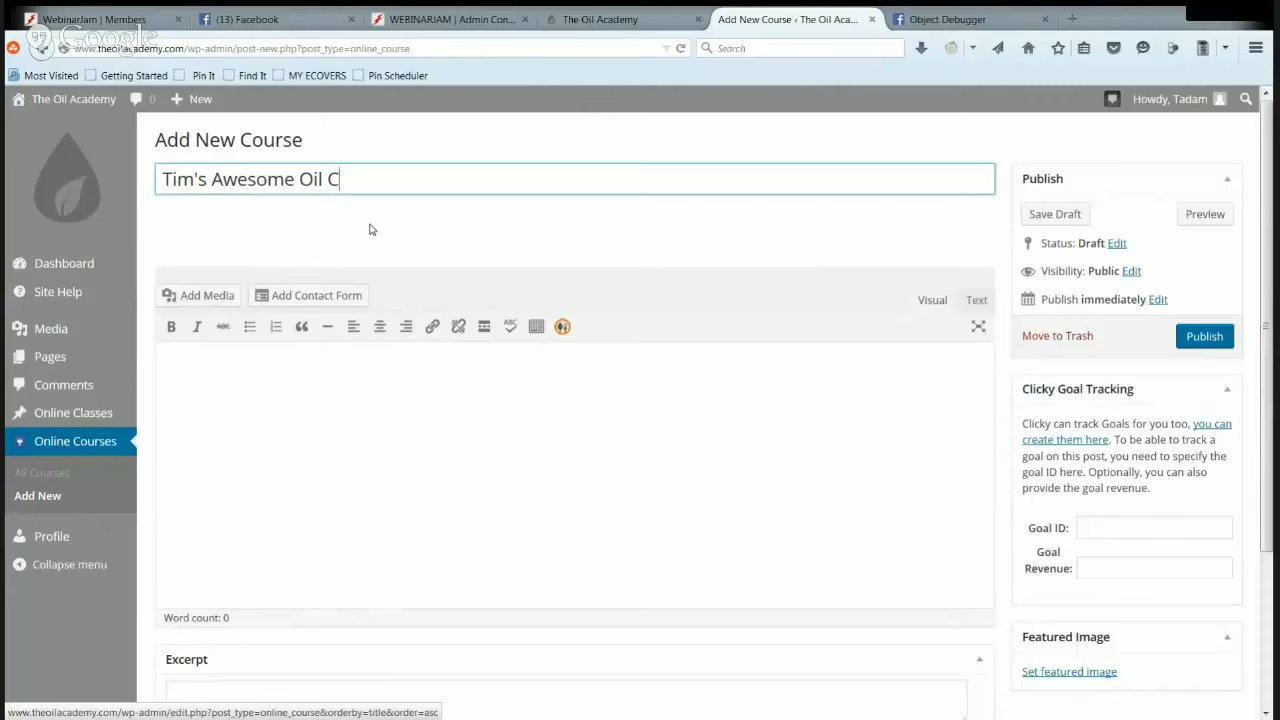 WebinarJam | Members
(13) Facebook
WEBINARJAM | Admin Con...
The Oil Academy
Add New Course ‹ The Oil Aca...
Object Debugger
Google
www.theoilacademy.com/wp-admin/post-new.php?post_type=online_course
Search
Most Visited
Getting Started
Pin It
Find It
MY ECOVERS
Pin Scheduler
The Oil Academy
0
New
Howdy, Tadam
Add New Course
Tim's Awesome Oil C
Publish
Save Draft
Preview
Status: Draft Edit
Visibility: Public Edit
Publish immediately Edit
Move to Trash
Publish
Dashboard
Site Help
Media
Pages
Comments
Online Classes
Online Courses
All Courses
Add New
Profile
Collapse menu
Add Media
Add Contact Form
Visual
Text
B
I
ABC
ABC
Word count: 0
Excerpt
Clicky Goal Tracking
Clicky can track Goals for you too, you can
create them here. To be able to track a
goal on this post, you need to specify the
goal ID here. Optionally, you can also
provide the goal revenue.
Goal ID:
Goal
Revenue:
Featured Image
Set featured image
www.theoilacademy.com/wp-admin/edit.php?post_type=online_course&orderby=title&order=asc